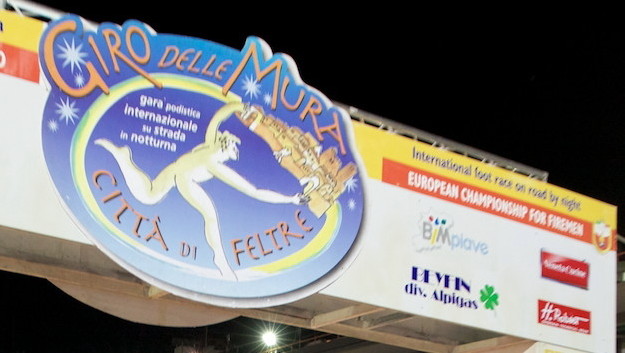 GIRO DELLE MURA
gara podistica
internazionale
su strada
in notturna
CITTÀ DI FELTRE
International foot race on road by night
EUROPEAN CHAMPIONSHIP FOR FIREMEN
BIMpiave
BEYFIN
div. Alpigas